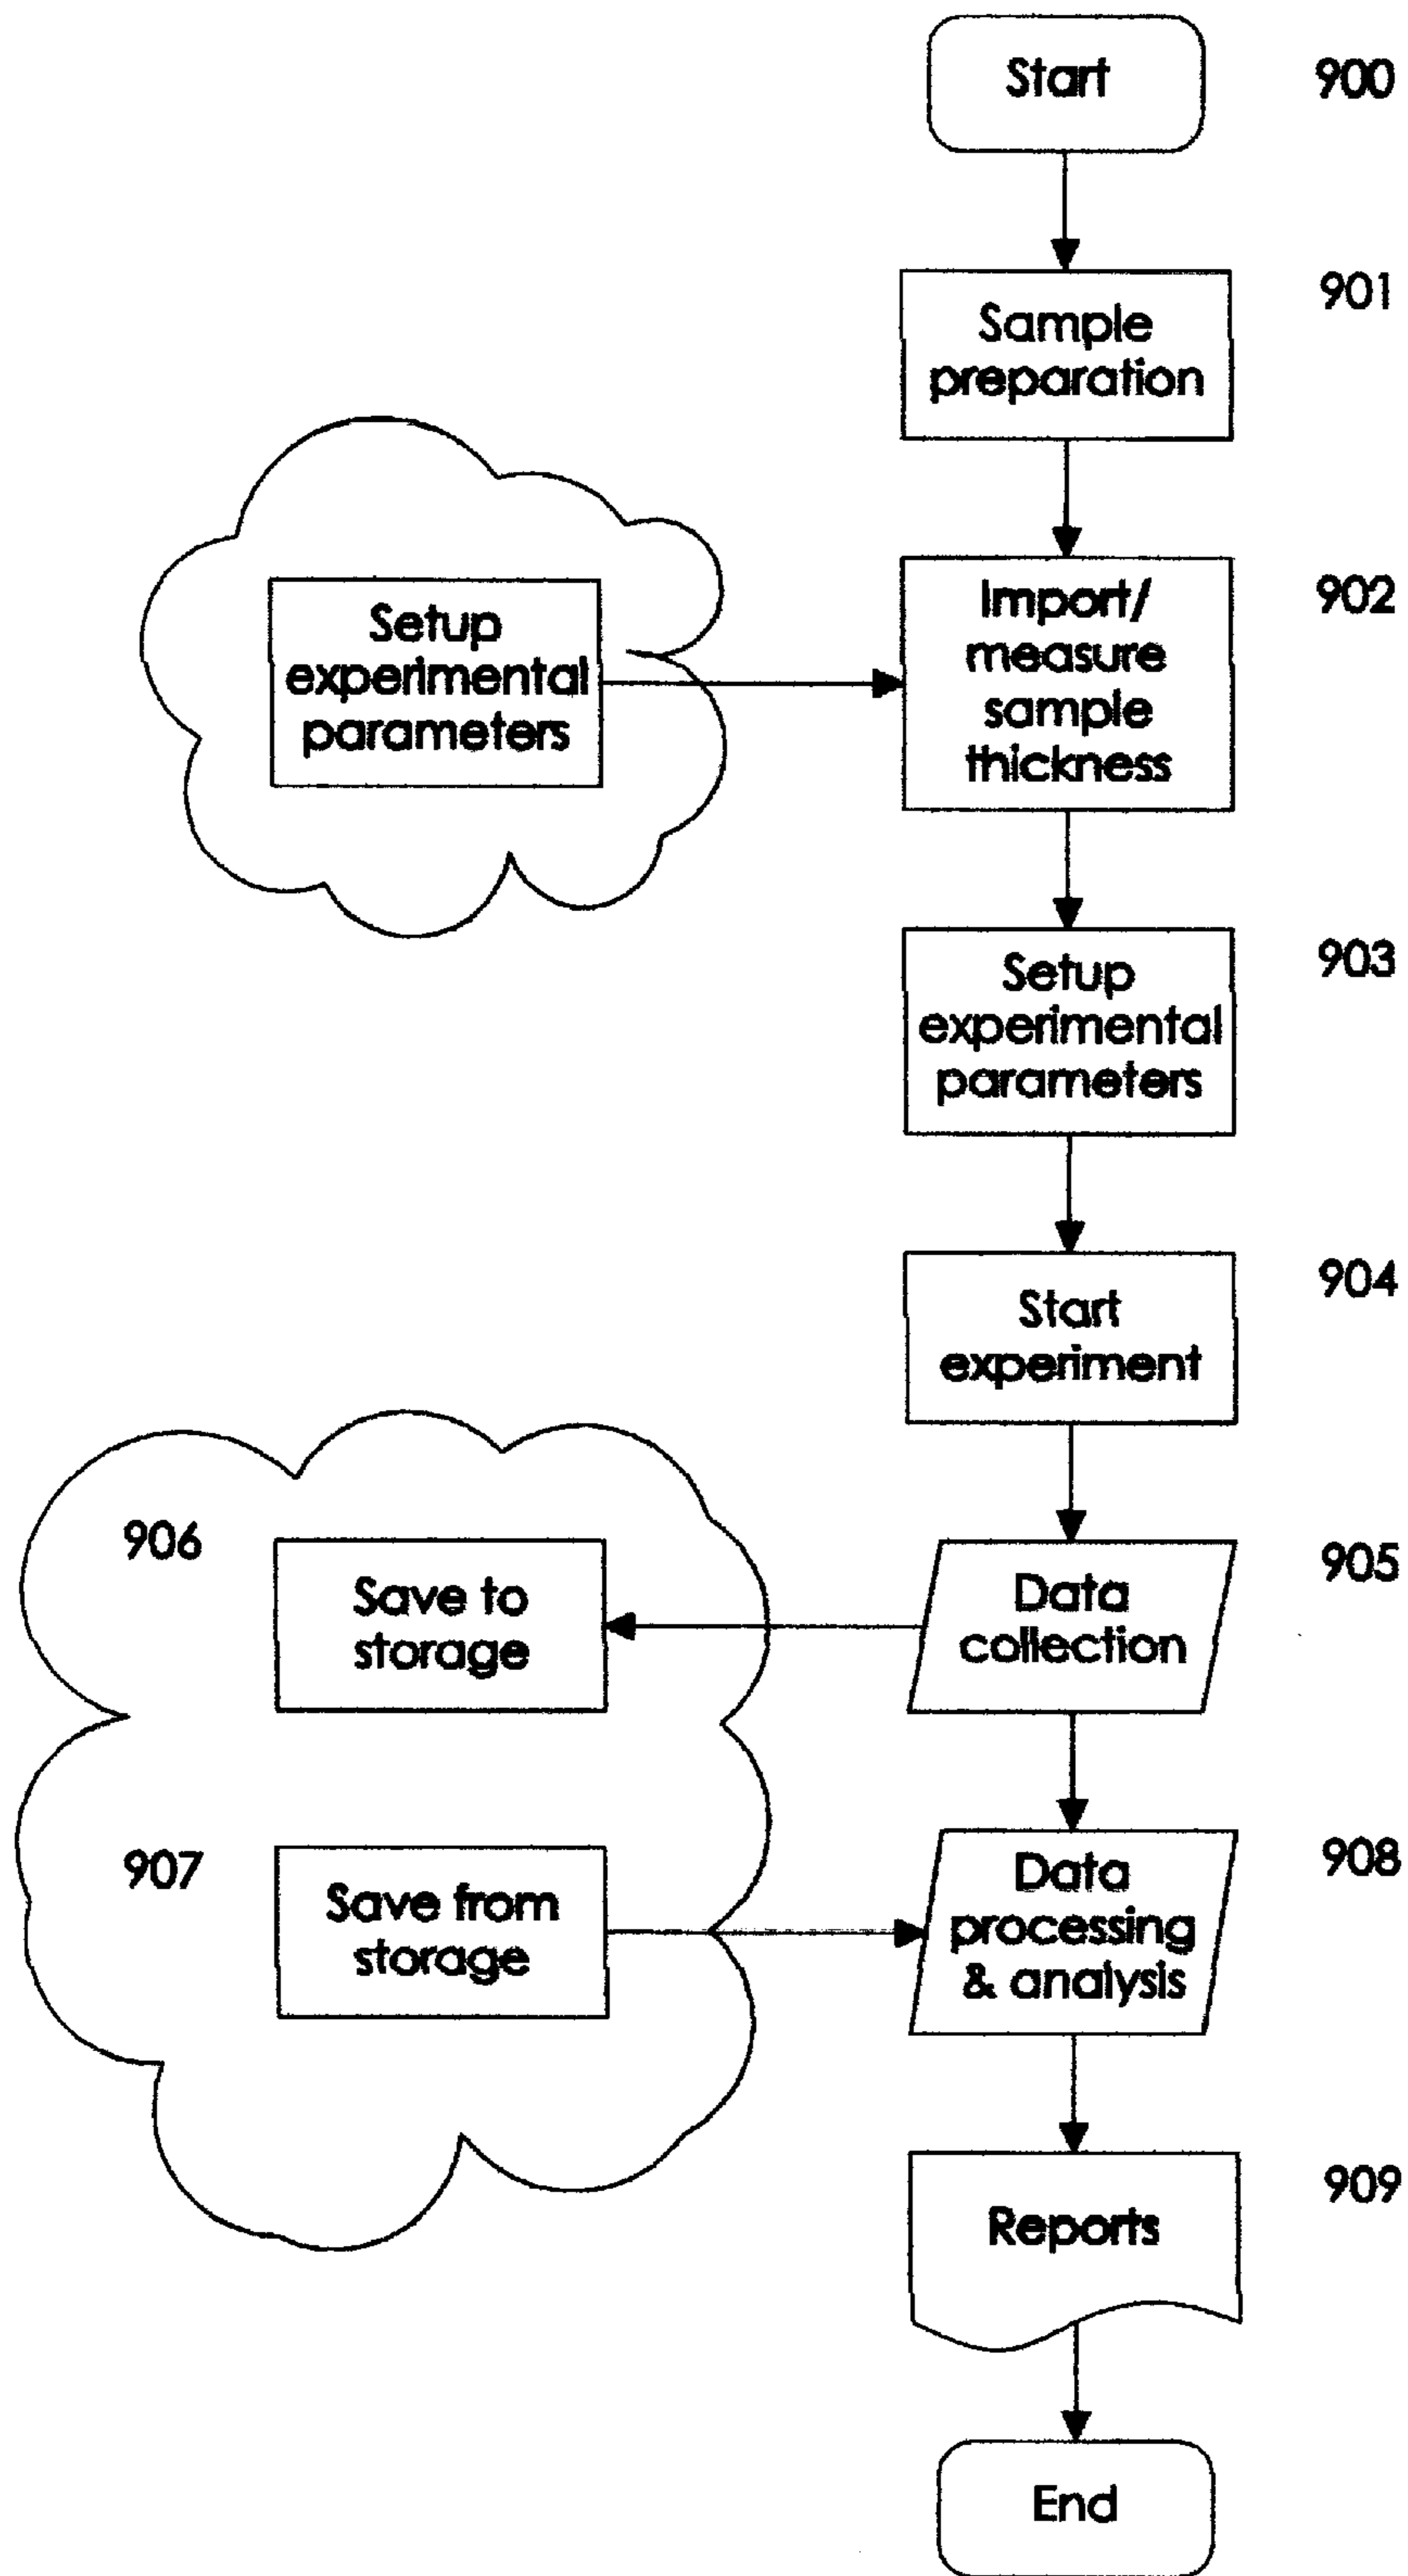 Start
900
Sample
preparation
901
Setup
experimental
parameters
Import/
measure
sample
thickness
902
Setup
experimental
parameters
903
Start
experiment
904
906
Save to
storage
Data
collection
905
907
Save from
storage
Data
processing
& analysis
908
Reports
909
End